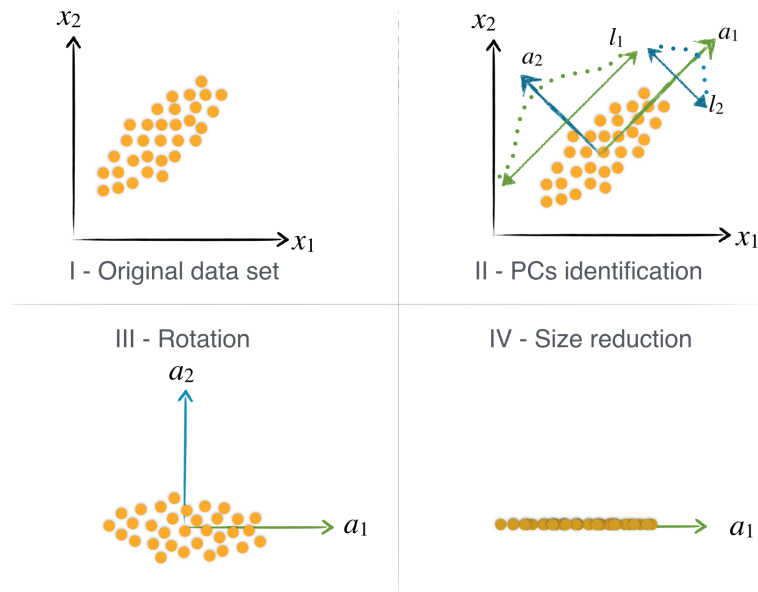 x₂
x₁
I - Original data set
x₂
a₂
l₁
a₁
l₂
x₁
II - PCs identification
III - Rotation
a₂
a₁
IV - Size reduction
a₁